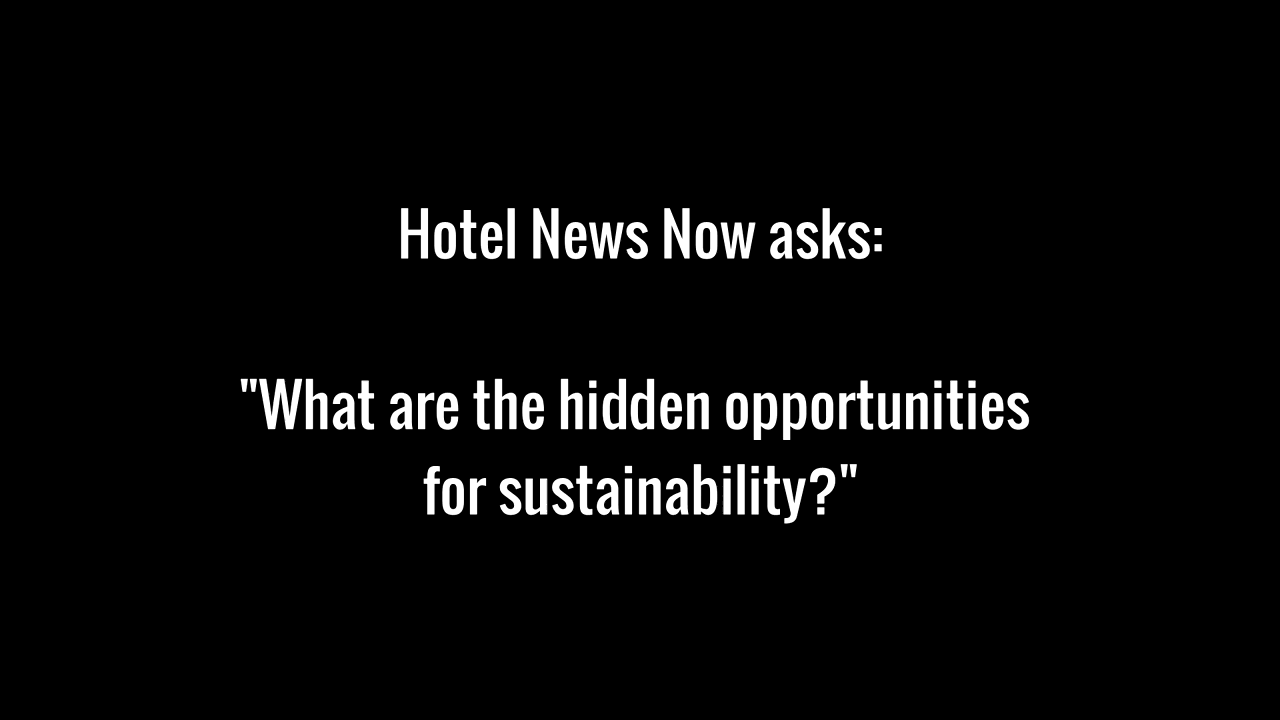 Hotel News Now asks:
"What are the hidden opportunities
for sustainability?"